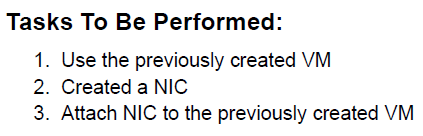 Tasks To Be Performed:
1. Use the previously created VM
2. Created a NIC
3. Attach NIC to the previously created VM